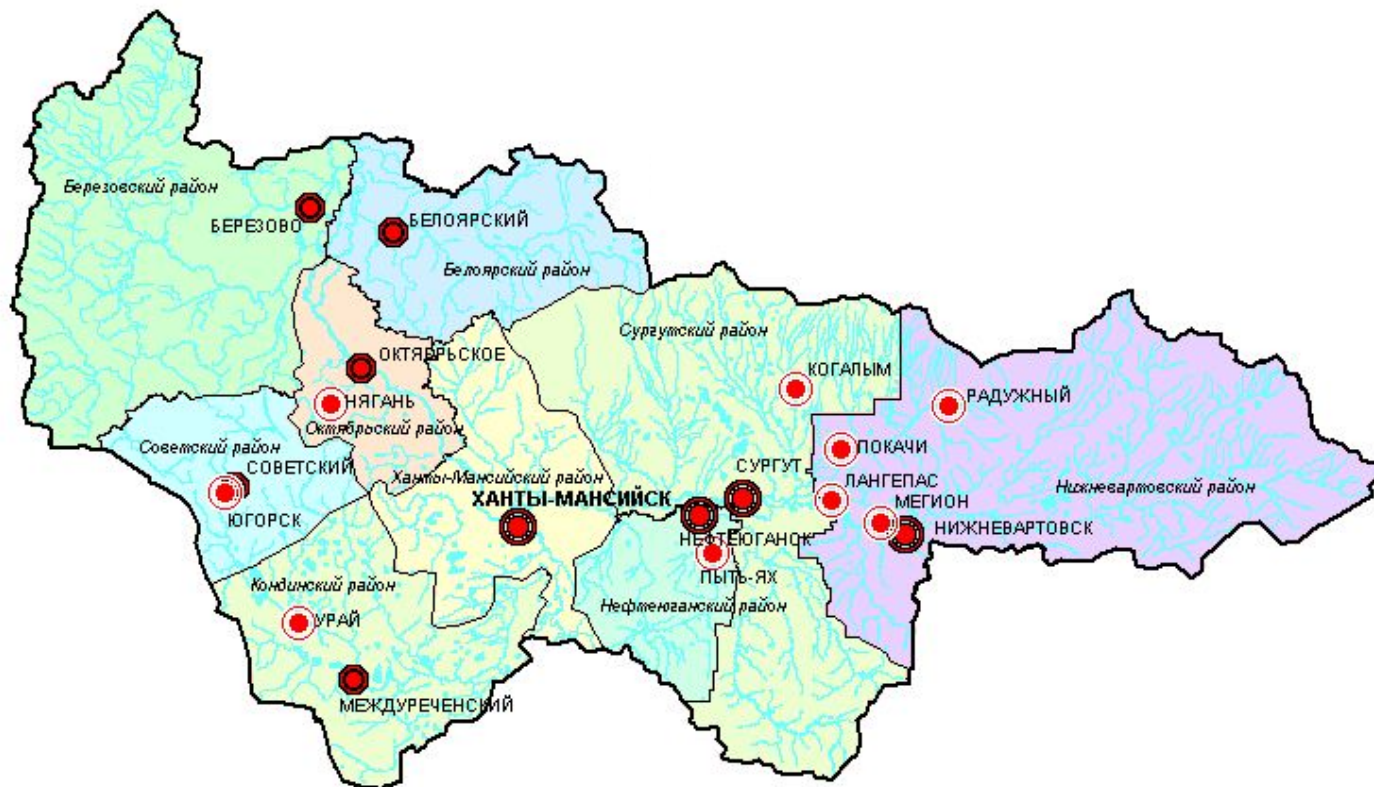 Березовский район
БЕРЕЗОВО
БЕЛОЯРСКИЙ
Белоярский район
Сургутский район
ОКТЯБРЬСКОЕ
КОГАЛЫМ
НЯГАНЬ
РАДУЖНЫЙ
Октябрьский район
Советский район
ПОКАЧИ
СОВЕТСКИЙ
СУРГУТ
Ханты-Мансийский район
ЛАНГЕПАС
Нижневартовский район
ХАНТЫ-МАНСИЙСК
МЕГИОН
ЮГОРСК
НИЖНЕВАРТОВСК
НЕФТЕЮГАНСК
ПЫТЬ-ЯХ
Кондинский район
Нефтеюганский район
УРАЙ
МЕЖДУРЕЧЕНСКИЙ